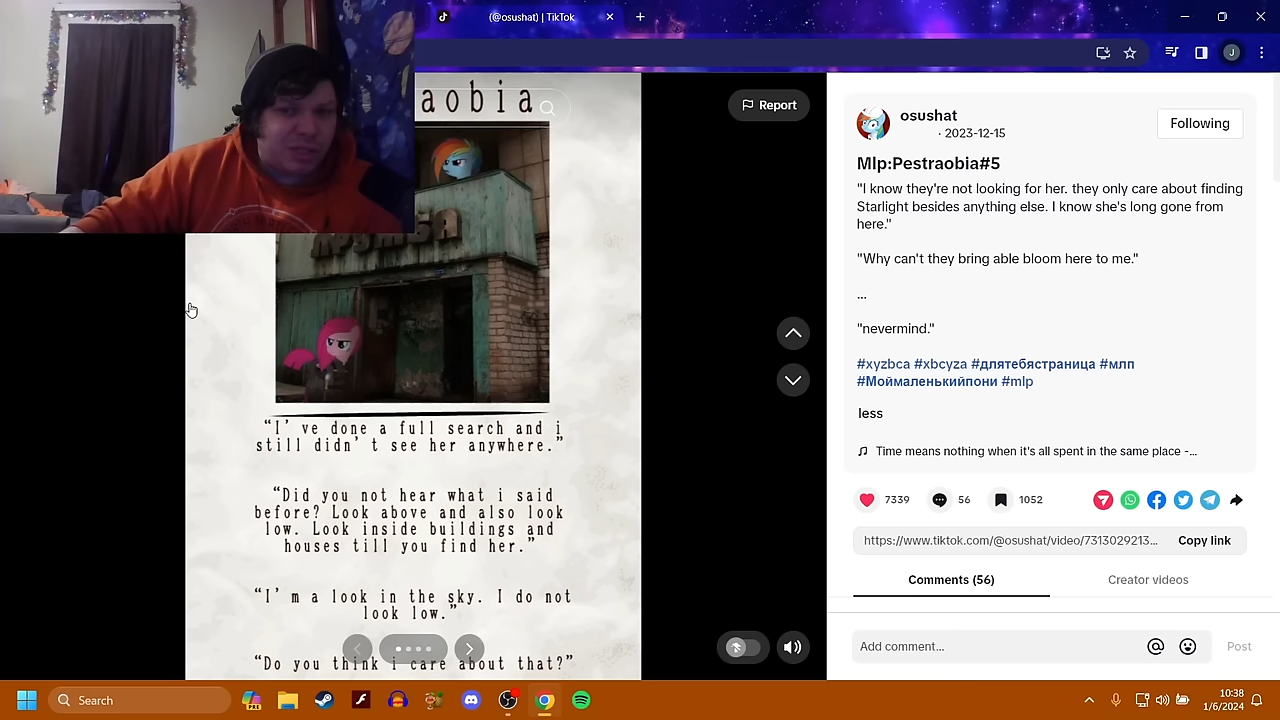 (@osushat) | TikTok
J
aobia
Report
ДРУЖБА
"I' ve done a full search and i
still didn' t see her anywhere."
"Did you not hear what i said
before? Look above and also look
low. Look inside buildings and
houses till you find her."
"I' m a look in the sky. I do not
look low."
"Do you think i care about that?"
osushat
· 2023-12-15
Following
Mlp:Pestraobia#5
"I know they're not looking for her. they only care about finding
Starlight besides anything else. I know she's long gone from
here."
"Why can't they bring able bloom here to me."
...
"nevermind."
#xyzbca #xbcyza #длятебястраница #млп
#Моймаленькийпони #mlp
less
Time means nothing when it's all spent in the same place -...
7339
56
1052
https://www.tiktok.com/@osushat/video/7313029213...
Copy link
Comments (56)
Creator videos
Add comment...
Post
Search
PRE
10:38
1/6/2024